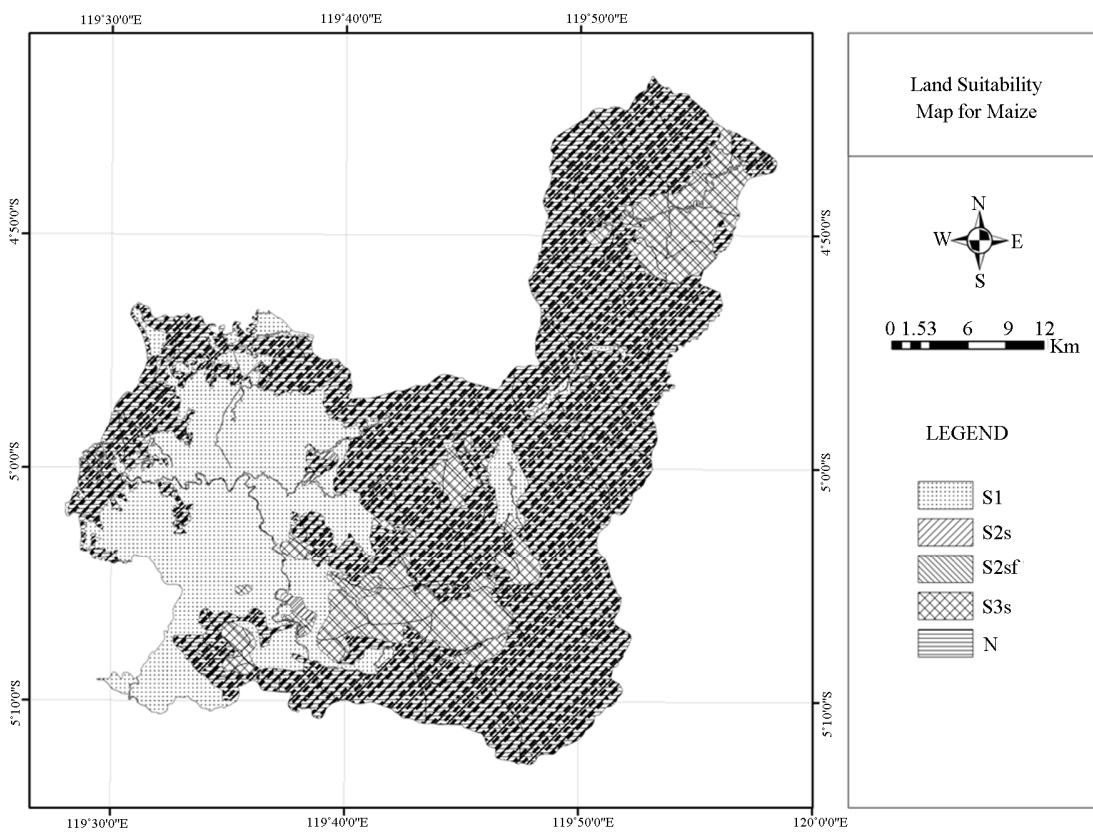 119°30'0"E
119°40'0"E
119°50'0"E
Land Suitability
Map for Maize
N
W
E
S
4°50'0"S
4°50'0"S
0 1.53 6 9 12
Km
LEGEND
5°0'0"S
5°0'0"S
S1
S2s
S2sf
S3s
N
5°10'0"S
5°10'0"S
119°30'0"E
119°40'0"E
119°50'0"E
120°0'0"E